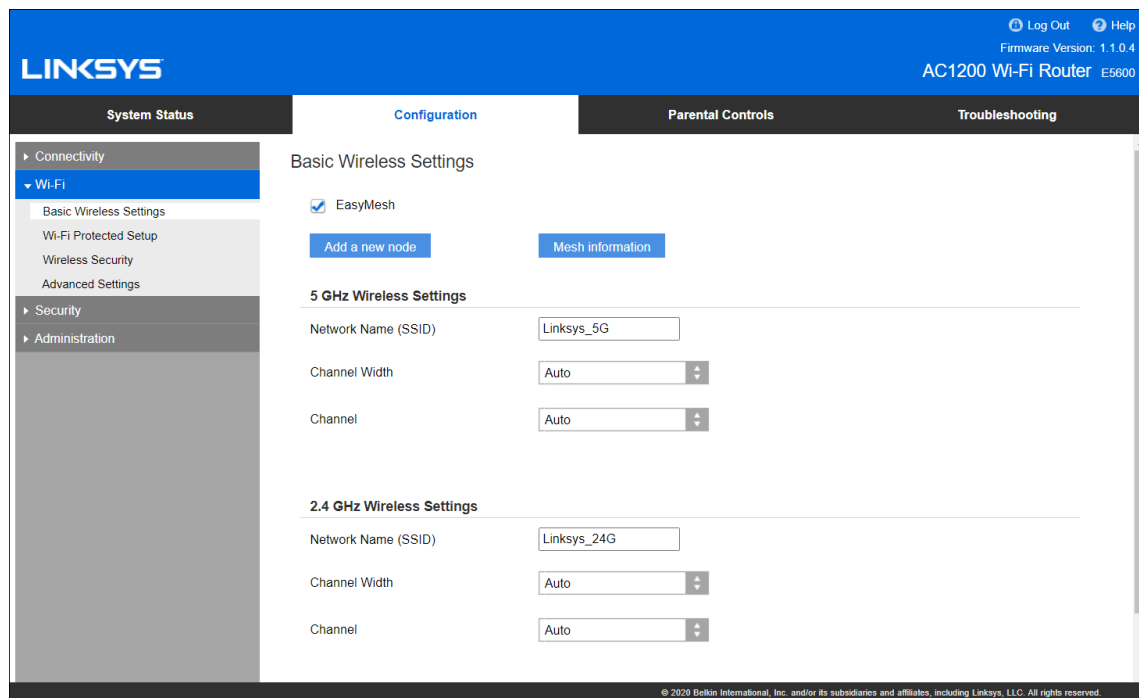 Log Out Help
Firmware Version: 1.1.0.4
LINKSYS
AC1200 Wi-Fi Router E5600
System Status Configuration Parental Controls Troubleshooting
Connectivity
Wi-Fi
Basic Wireless Settings
Wi-Fi Protected Setup
Wireless Security
Advanced Settings
Security
Administration
Basic Wireless Settings
EasyMesh
Add a new node Mesh information
5 GHz Wireless Settings
Network Name (SSID) Linksys_5G
Channel Width Auto
Channel Auto
2.4 GHz Wireless Settings
Network Name (SSID) Linksys_24G
Channel Width Auto
Channel Auto
© 2020 Belkin International, Inc. and/or its subsidiaries and affiliates, including Linksys, LLC. All rights reserved.